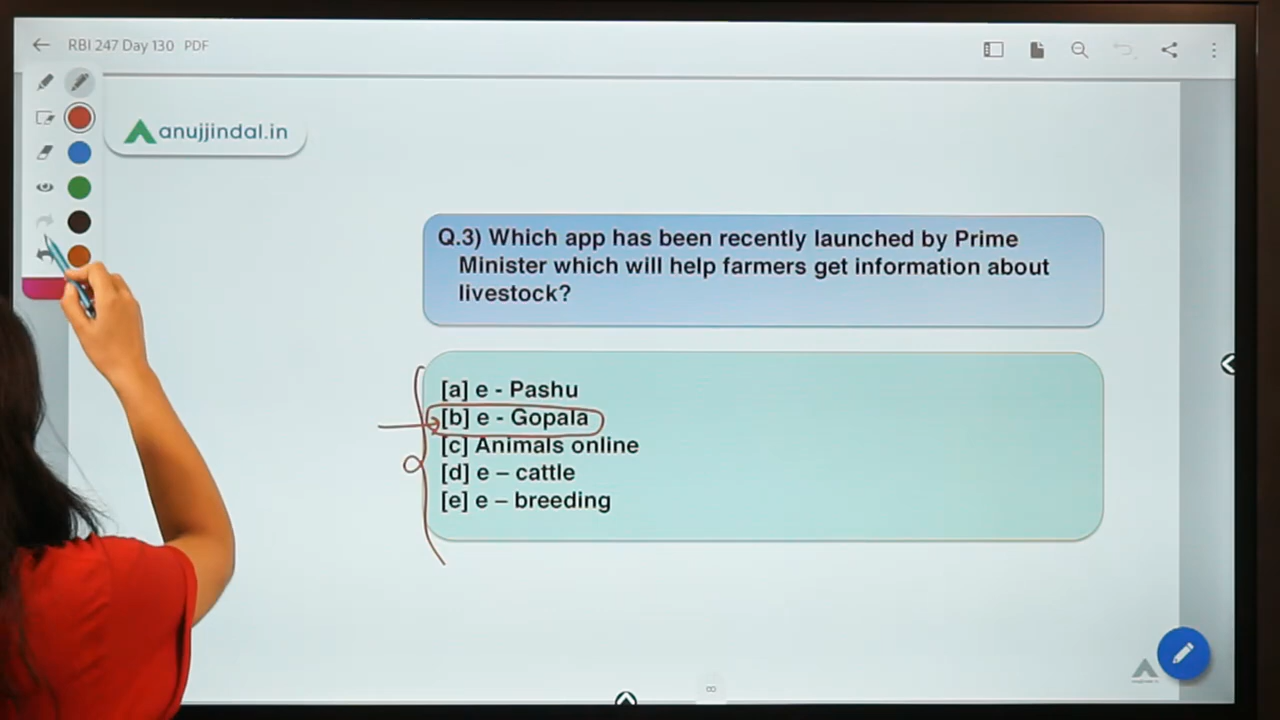 RBI 247 Day 130 PDF
anujjindal.in
Q.3) Which app has been recently launched by Prime
Minister which will help farmers get information about
livestock?
[a] e - Pashu
[b] e - Gopala
[c] Animals online
[d] e – cattle
[e] e – breeding